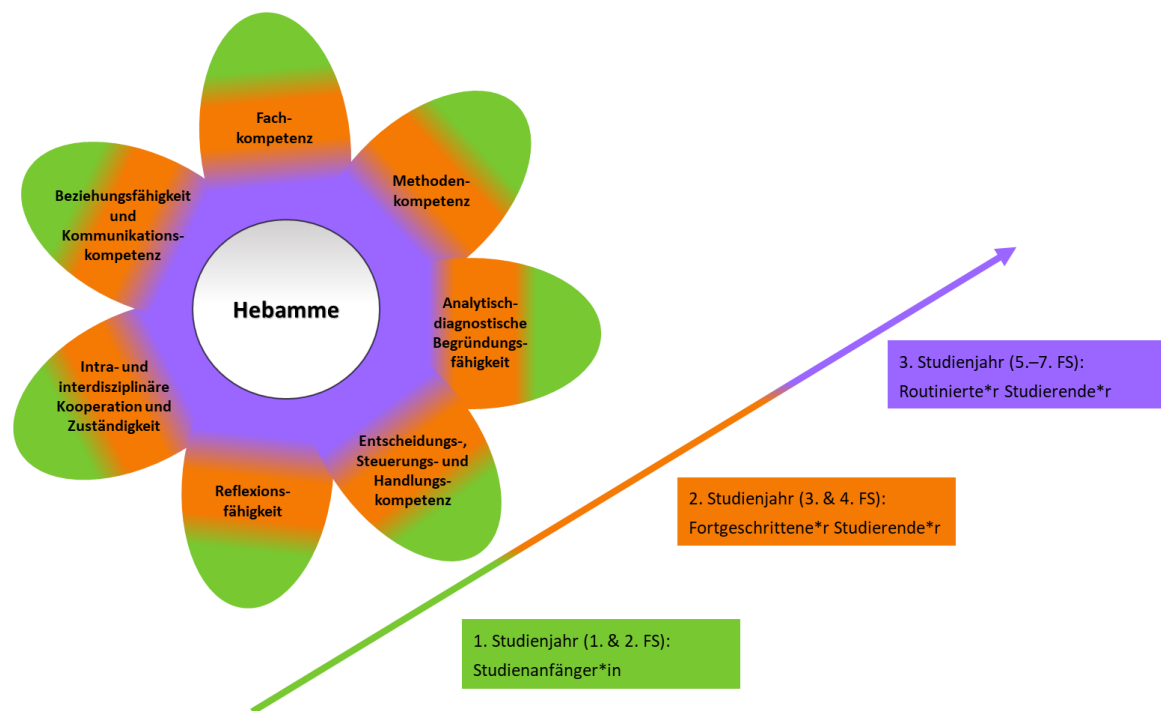 Fach-
kompetenz
Methoden-
kompetenz
Beziehungsfähigkeit
und
Kommunikations-
kompetenz
Hebamme
Analytisch-
diagnostische
Begründungs-
fähigkeit
Intra- und
interdisziplinäre
Kooperation und
Zuständigkeit
Entscheidungs-,
Steuerungs- und
Handlungs-
kompetenz
Reflexions-
fähigkeit
3. Studienjahr (5.–7. FS):
Routinierte*r Studierende*r
2. Studienjahr (3. & 4. FS):
Fortgeschrittene*r Studierende*r
1. Studienjahr (1. & 2. FS):
Studienanfänger*in